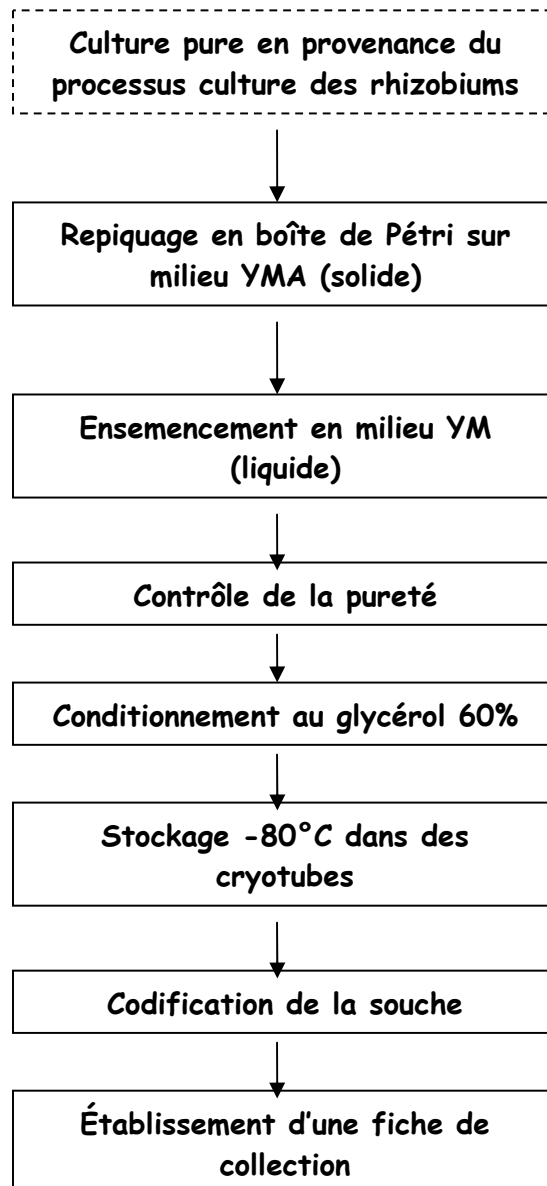 Culture pure en provenance du
processus culture des rhizobiums
Repiquage en boîte de Pétri sur
milieu YMA (solide)
Ensemencement en milieu YM
(liquide)
Contrôle de la pureté
Conditionnement au glycérol 60%
Stockage -80°C dans des
cryotubes
Codification de la souche
Établissement d'une fiche de
collection